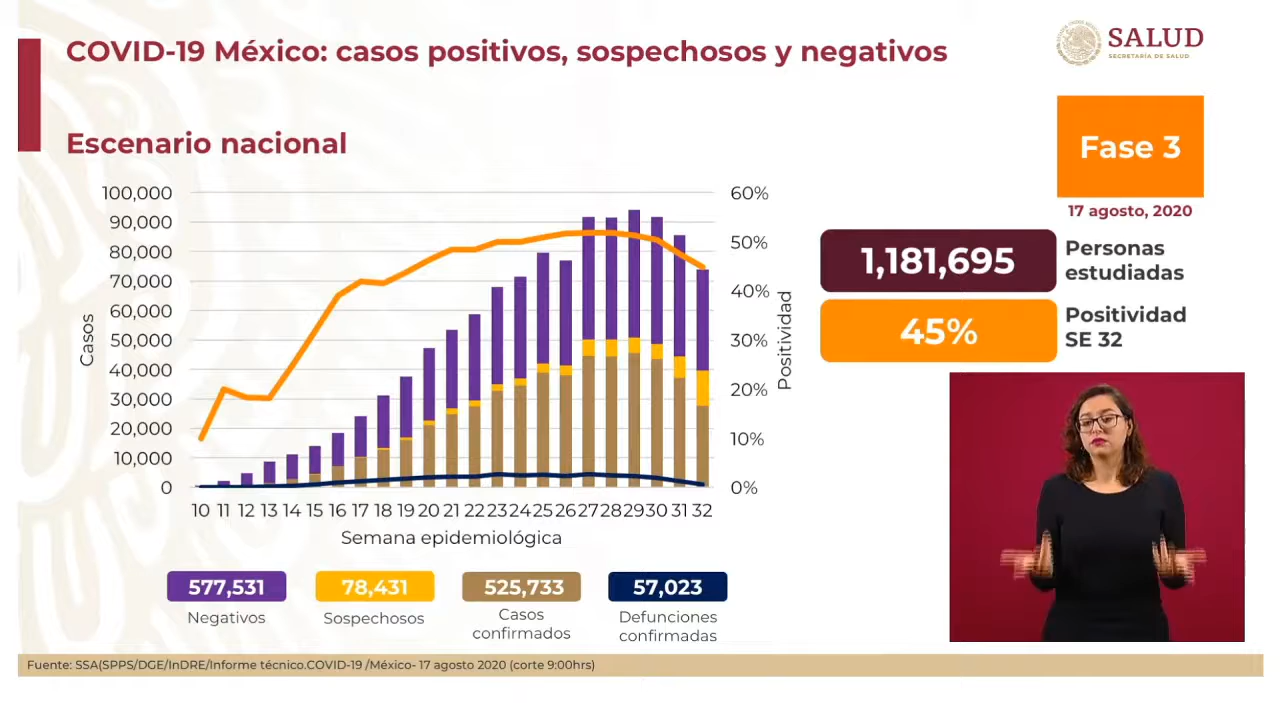 COVID-19 México: casos positivos, sospechosos y negativos
SALUD
SECRETARÍA DE SALUD
Escenario nacional
Fase 3
17 agosto, 2020
100,000
90,000
80,000
70,000
60,000
50,000
40,000
30,000
20,000
10,000
0
Casos
60%
50%
40%
30%
20%
10%
0%
Positividad
10 11 12 13 14 15 16 17 18 19 20 21 22 23 24 25 26 27 28 29 30 31 32
Semana epidemiológica
1,181,695
Personas
estudiadas
45%
Positividad
SE 32
577,531
Negativos
78,431
Sospechosos
525,733
Casos
confirmados
57,023
Defunciones
confirmadas
Fuente: SSA(SPPS/DGE/InDRE/Informe técnico.COVID-19 /México- 17 agosto 2020 (corte 9:00hrs)